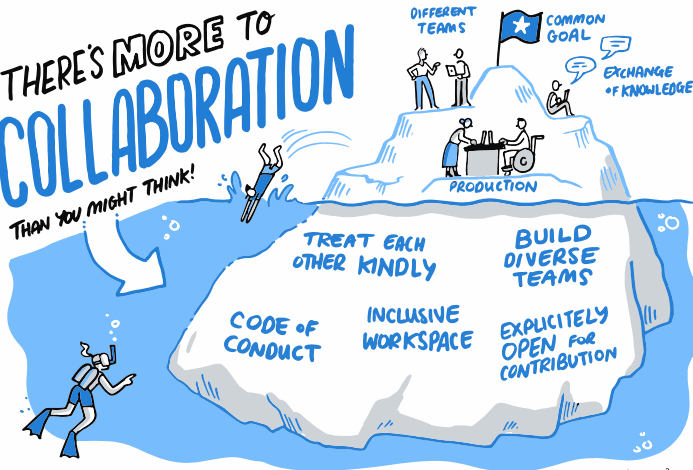 THERE'S MORE TO
COLLABORATION
THAN YOU MIGHT THINK!
DIFFERENT
TEAMS
COMMON
GOAL
EXCHANGE
OF KNOWLEDGE
PRODUCTION
TREAT EACH
OTHER KINDLY
BUILD
DIVERSE
TEAMS
CODE OF
CONDUCT
INCLUSIVE
WORKSPACE
EXPLICITELY
OPEN FOR
CONTRIBUTION